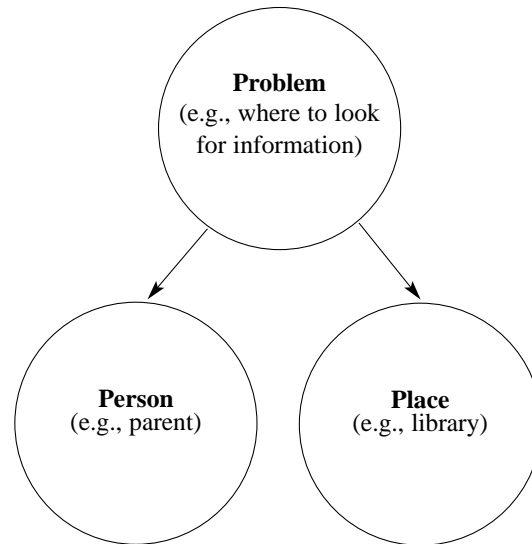 Problem
(e.g., where to look
for information)
Person
(e.g., parent)
Place
(e.g., library)